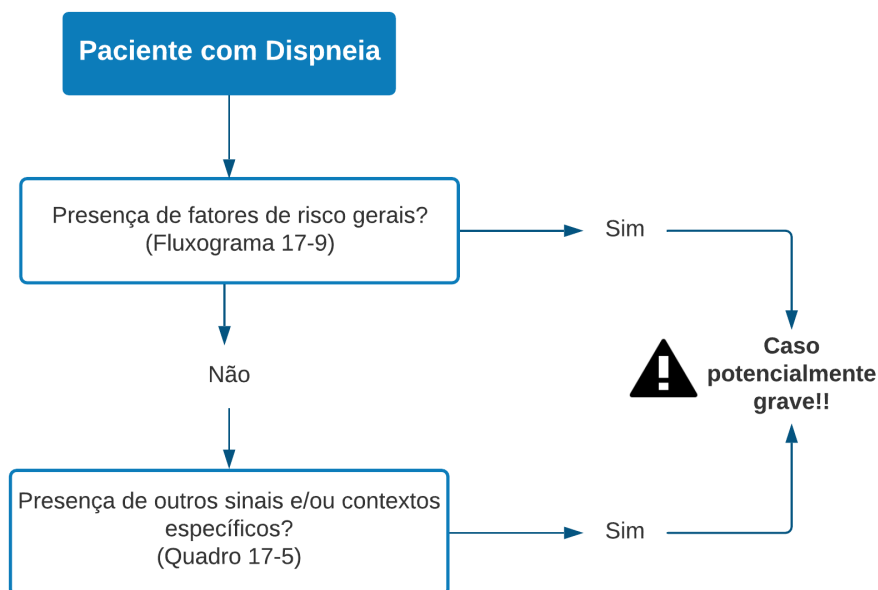 Paciente com Dispneia
Presença de fatores de risco gerais?
(Fluxograma 17-9)
Sim
Não
Caso
potencialmente
grave!!
Presença de outros sinais e/ou contextos
específicos?
(Quadro 17-5)
Sim